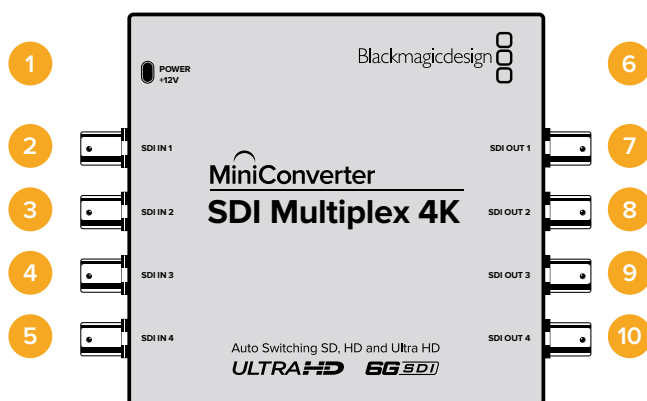 1
POWER
+12V
Blackmagicdesign
6
2
SDI IN 1
SDI OUT 1
7
MiniConverter
3
SDI IN 2
SDI Multiplex 4K
SDI OUT 2
8
4
SDI IN 3
SDI OUT 3
9
5
SDI IN 4
SDI OUT 4
10
Auto Switching SD, HD and Ultra HD
ULTRA HD 6G SDI